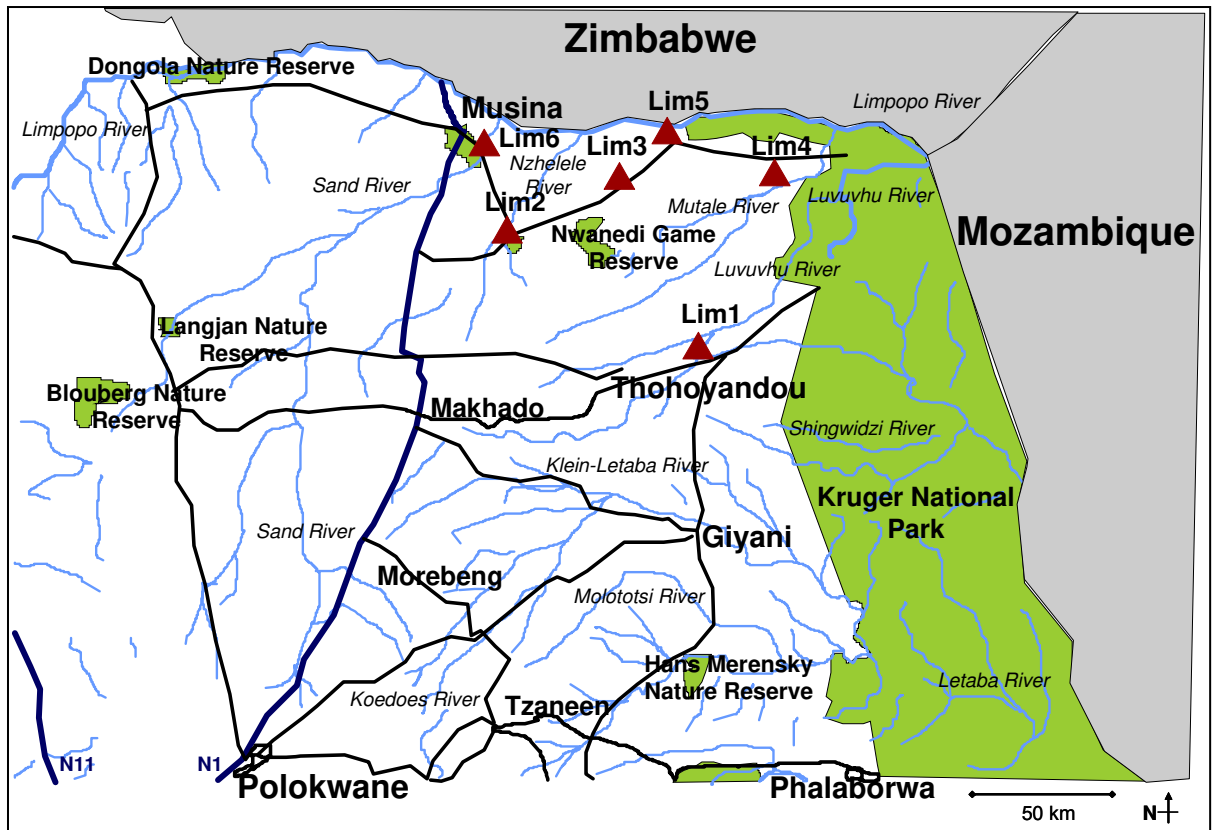 Zimbabwe
Dongola Nature Reserve
Musina
Lim5
Limpopo River
Limpopo River
Lim6
Lim3
Lim4
Nzhelele
River
Sand River
Lim2
Mutale River
Luvuvhu River
Nwanedi Game
Reserve
Mozambique
Luvuvhu River
Lim1
Langjan Nature
Reserve
Thohoyandou
Blouberg Nature
Reserve
Makhado
Shingwidzi River
Klein-Letaba River
Kruger National
Park
Sand River
Giyani
Morebeng
Molototsi River
Hans Merensky
Nature Reserve
Letaba River
Koedoes River
Tzaneen
N11
N1
Polokwane
Phalaborwa
50 km
N